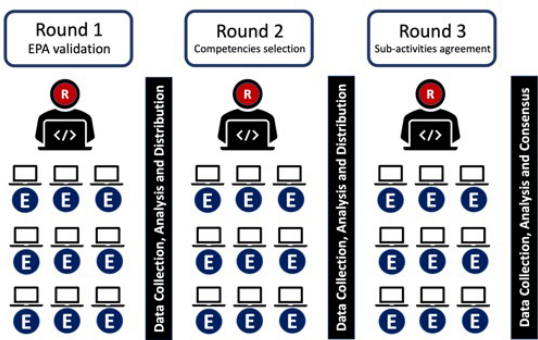 Round 1
EPA validation
Round 2
Competencies selection
Round 3
Sub-activities agreement
R
</>
R
</>
R
</>
E E E
E E E
E E E
Data Collection, Analysis and Distribution
E E E
E E E
E E E
Data Collection, Analysis and Distribution
E E E
E E E
E E E
Data Collection, Analysis and Consensus